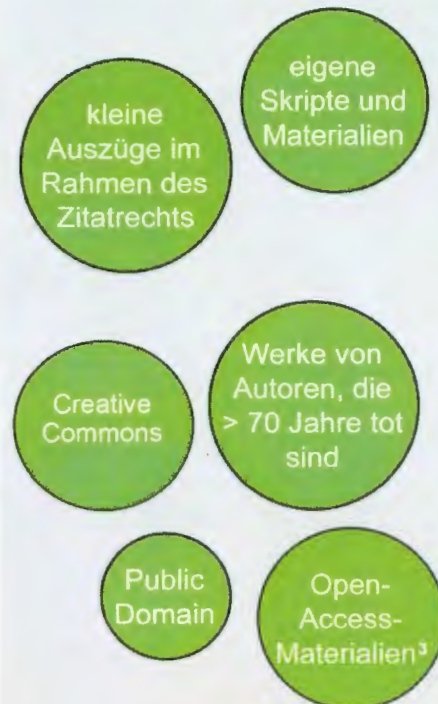 kleine
Auszüge im
Rahmen des
Zitatrechts
eigene
Skripte und
Materialien
Creative
Commons
Werke von
Autoren, die
> 70 Jahre tot
sind
Public
Domain
Open-
Access-
Materialien³